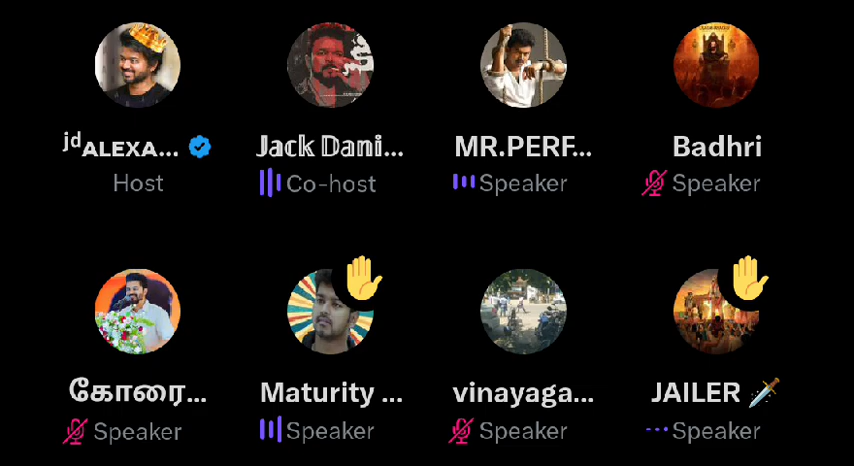 jdALEXA...
Host
Jack Dani...
Co-host
MR.PERF...
Speaker
Badhri
Speaker
கோரை...
Speaker
Maturity ...
Speaker
vinayaga...
Speaker
JAILER 🗡️
Speaker